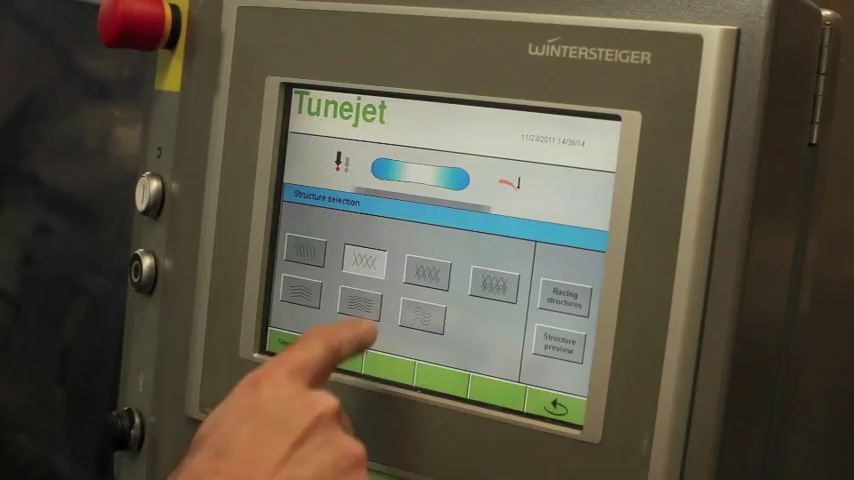 WINTERSTEIGER
Tunejet
11/23/2011 14:36:14
Structure selection
Racing
structures
Structure
preview